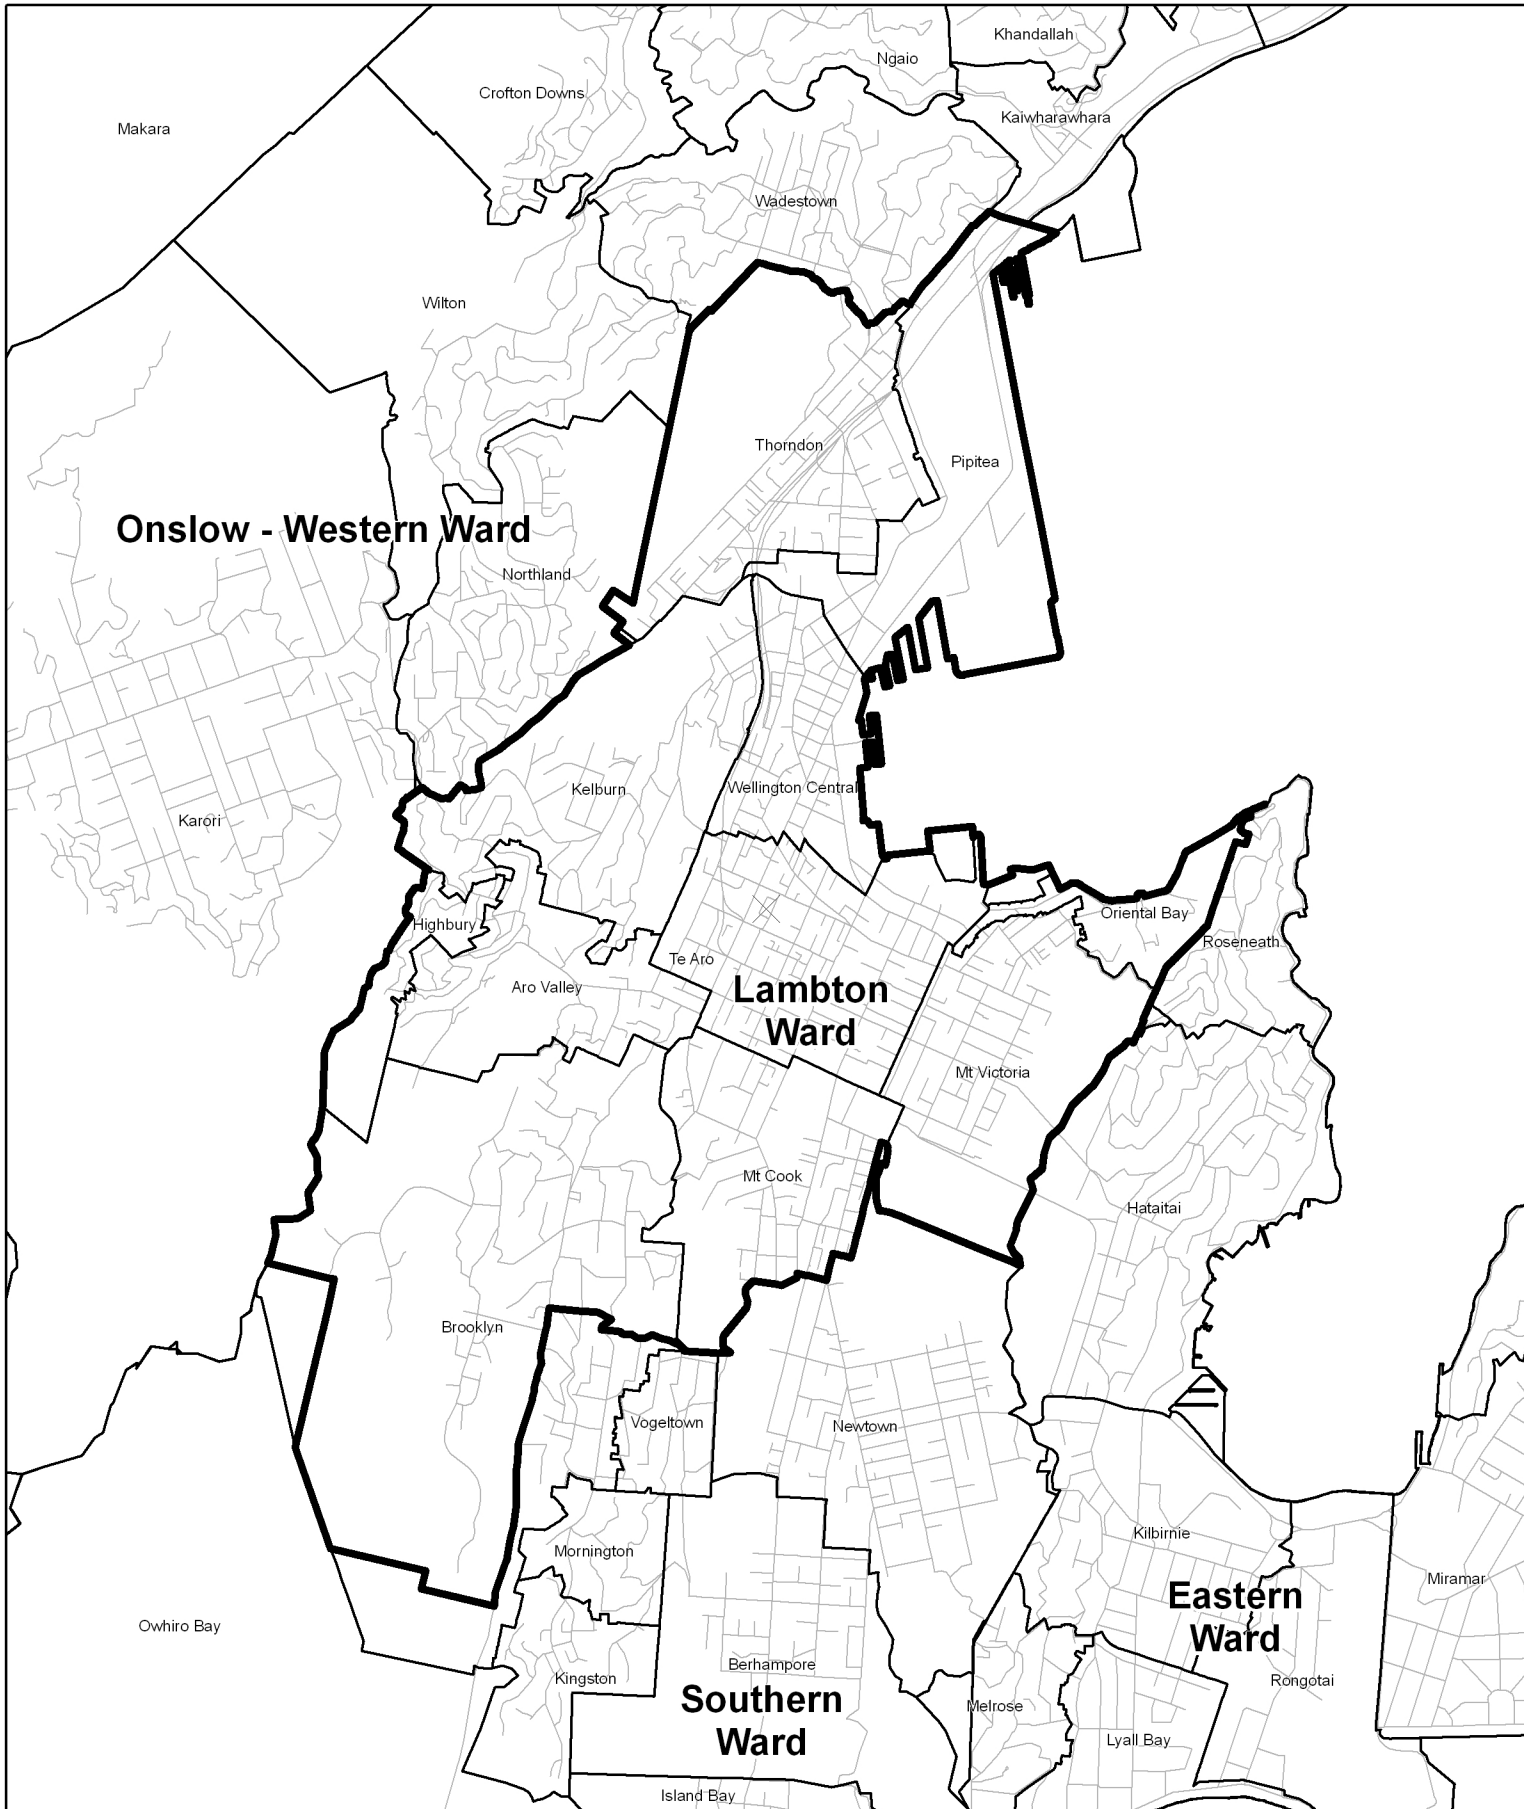 Khandallah
Ngaio
Crofton Downs
Kaiwharawhara
Makara
Wadestown
Wilton
Thorndon
Pipitea
Onslow - Western Ward
Northland
Kelburn
Wellington Central
Karori
Oriental Bay
Highbury
Roseneath
Te Aro
Aro Valley
Lambton
Ward
Mt Victoria
Mt Cook
Hataitai
Brooklyn
Vogeltown
Newtown
Kilbirnie
Mornington
Miramar
Eastern
Ward
Owhiro Bay
Berhampore
Kingston
Rongotai
Southern
Ward
Melrose
Lyall Bay
Island Bay